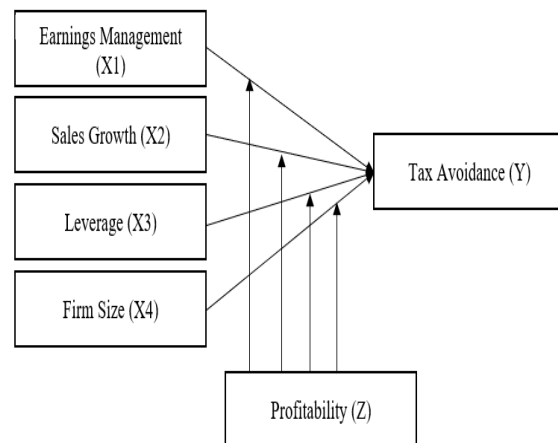 Earnings Management
(X1)
Sales Growth (X2)
Tax Avoidance (Y)
Leverage (X3)
Firm Size (X4)
Profitability (Z)